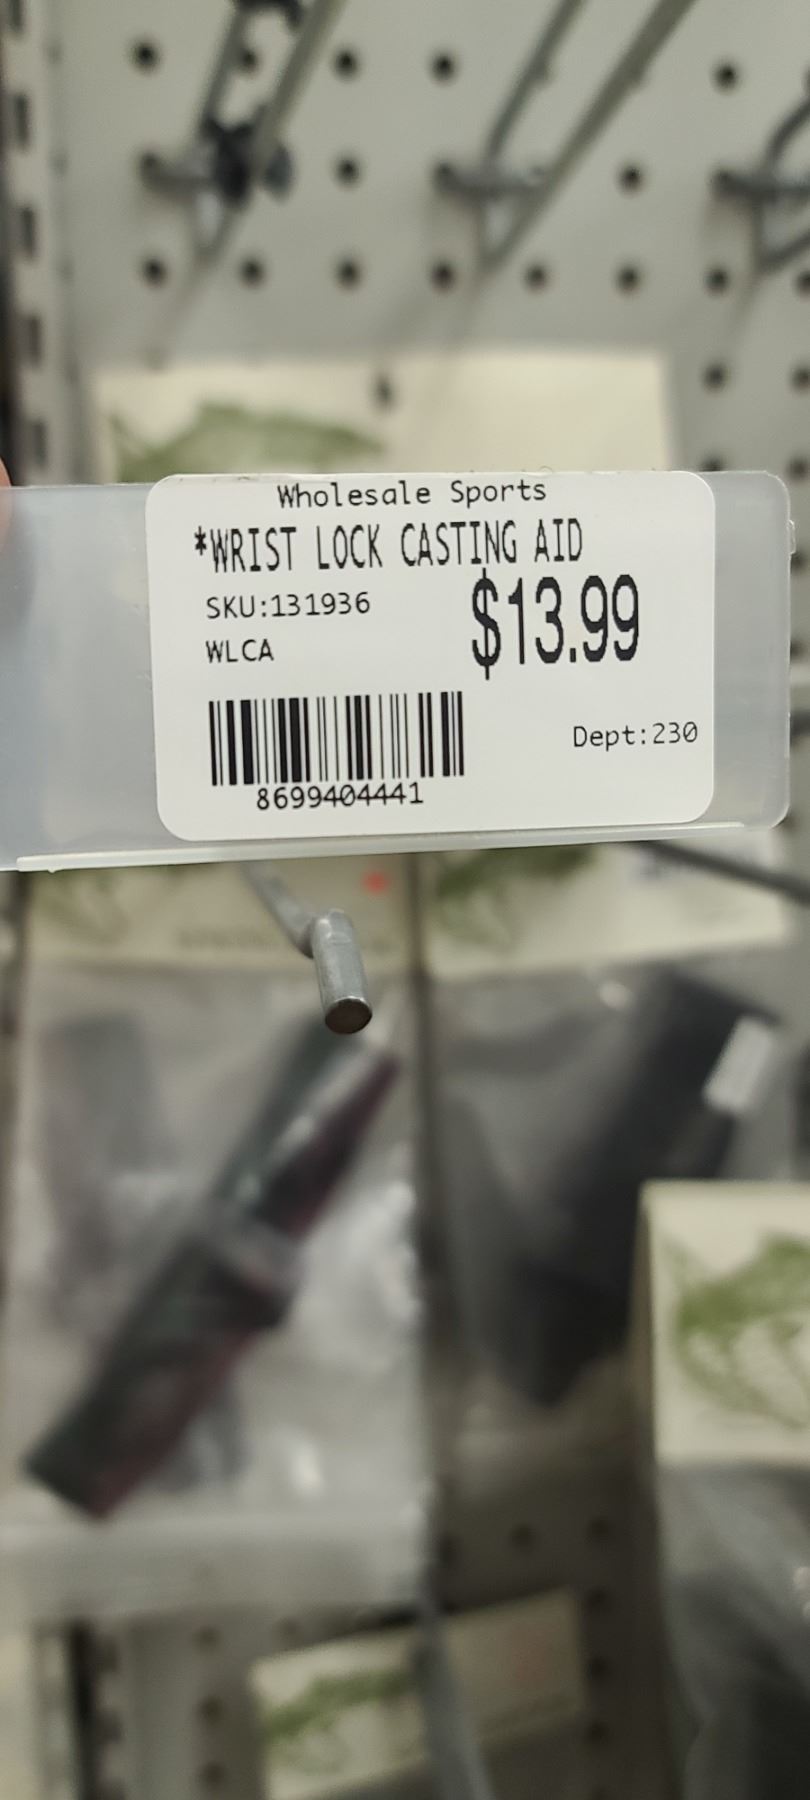 Wholesale Sports
*WRIST LOCK CASTING AID
SKU:131936
$13.99
WLCA
Dept:230
8699404441